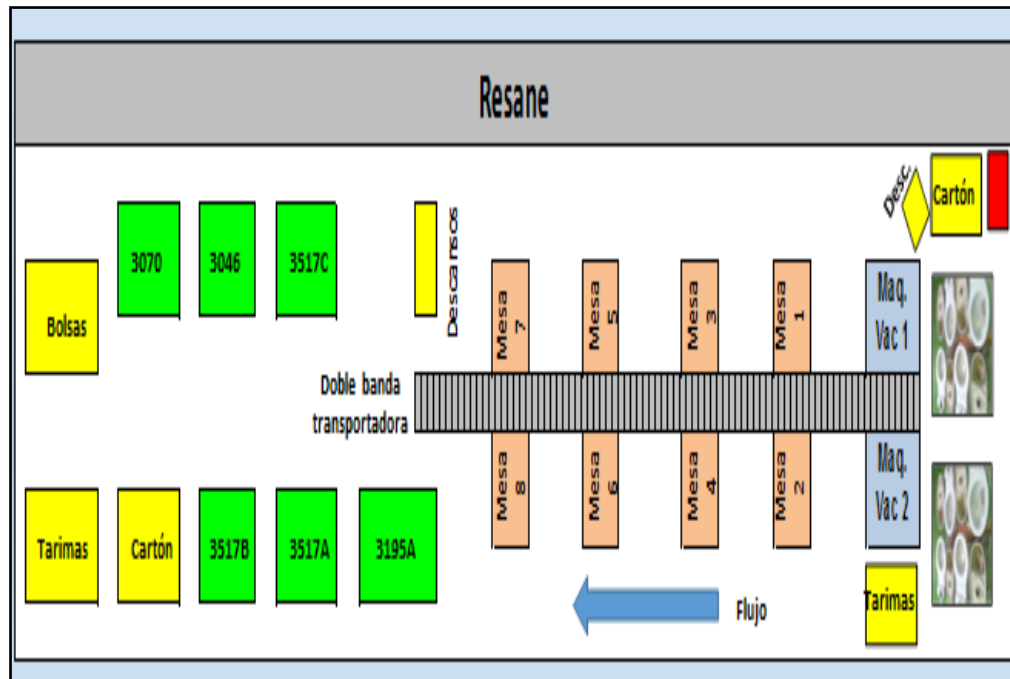 Resane
Desc.
Cartón
3070
3046
3517C
Descansos
Bolsas
Mesa
7
Mesa
5
Mesa
3
Mesa
1
Maq.
Vac 1
Doble banda
transportadora
Mesa
8
Mesa
6
Mesa
4
Mesa
2
Maq.
Vac 2
Tarimas
Cartón
3517B
3517A
3195A
Tarimas
Flujo